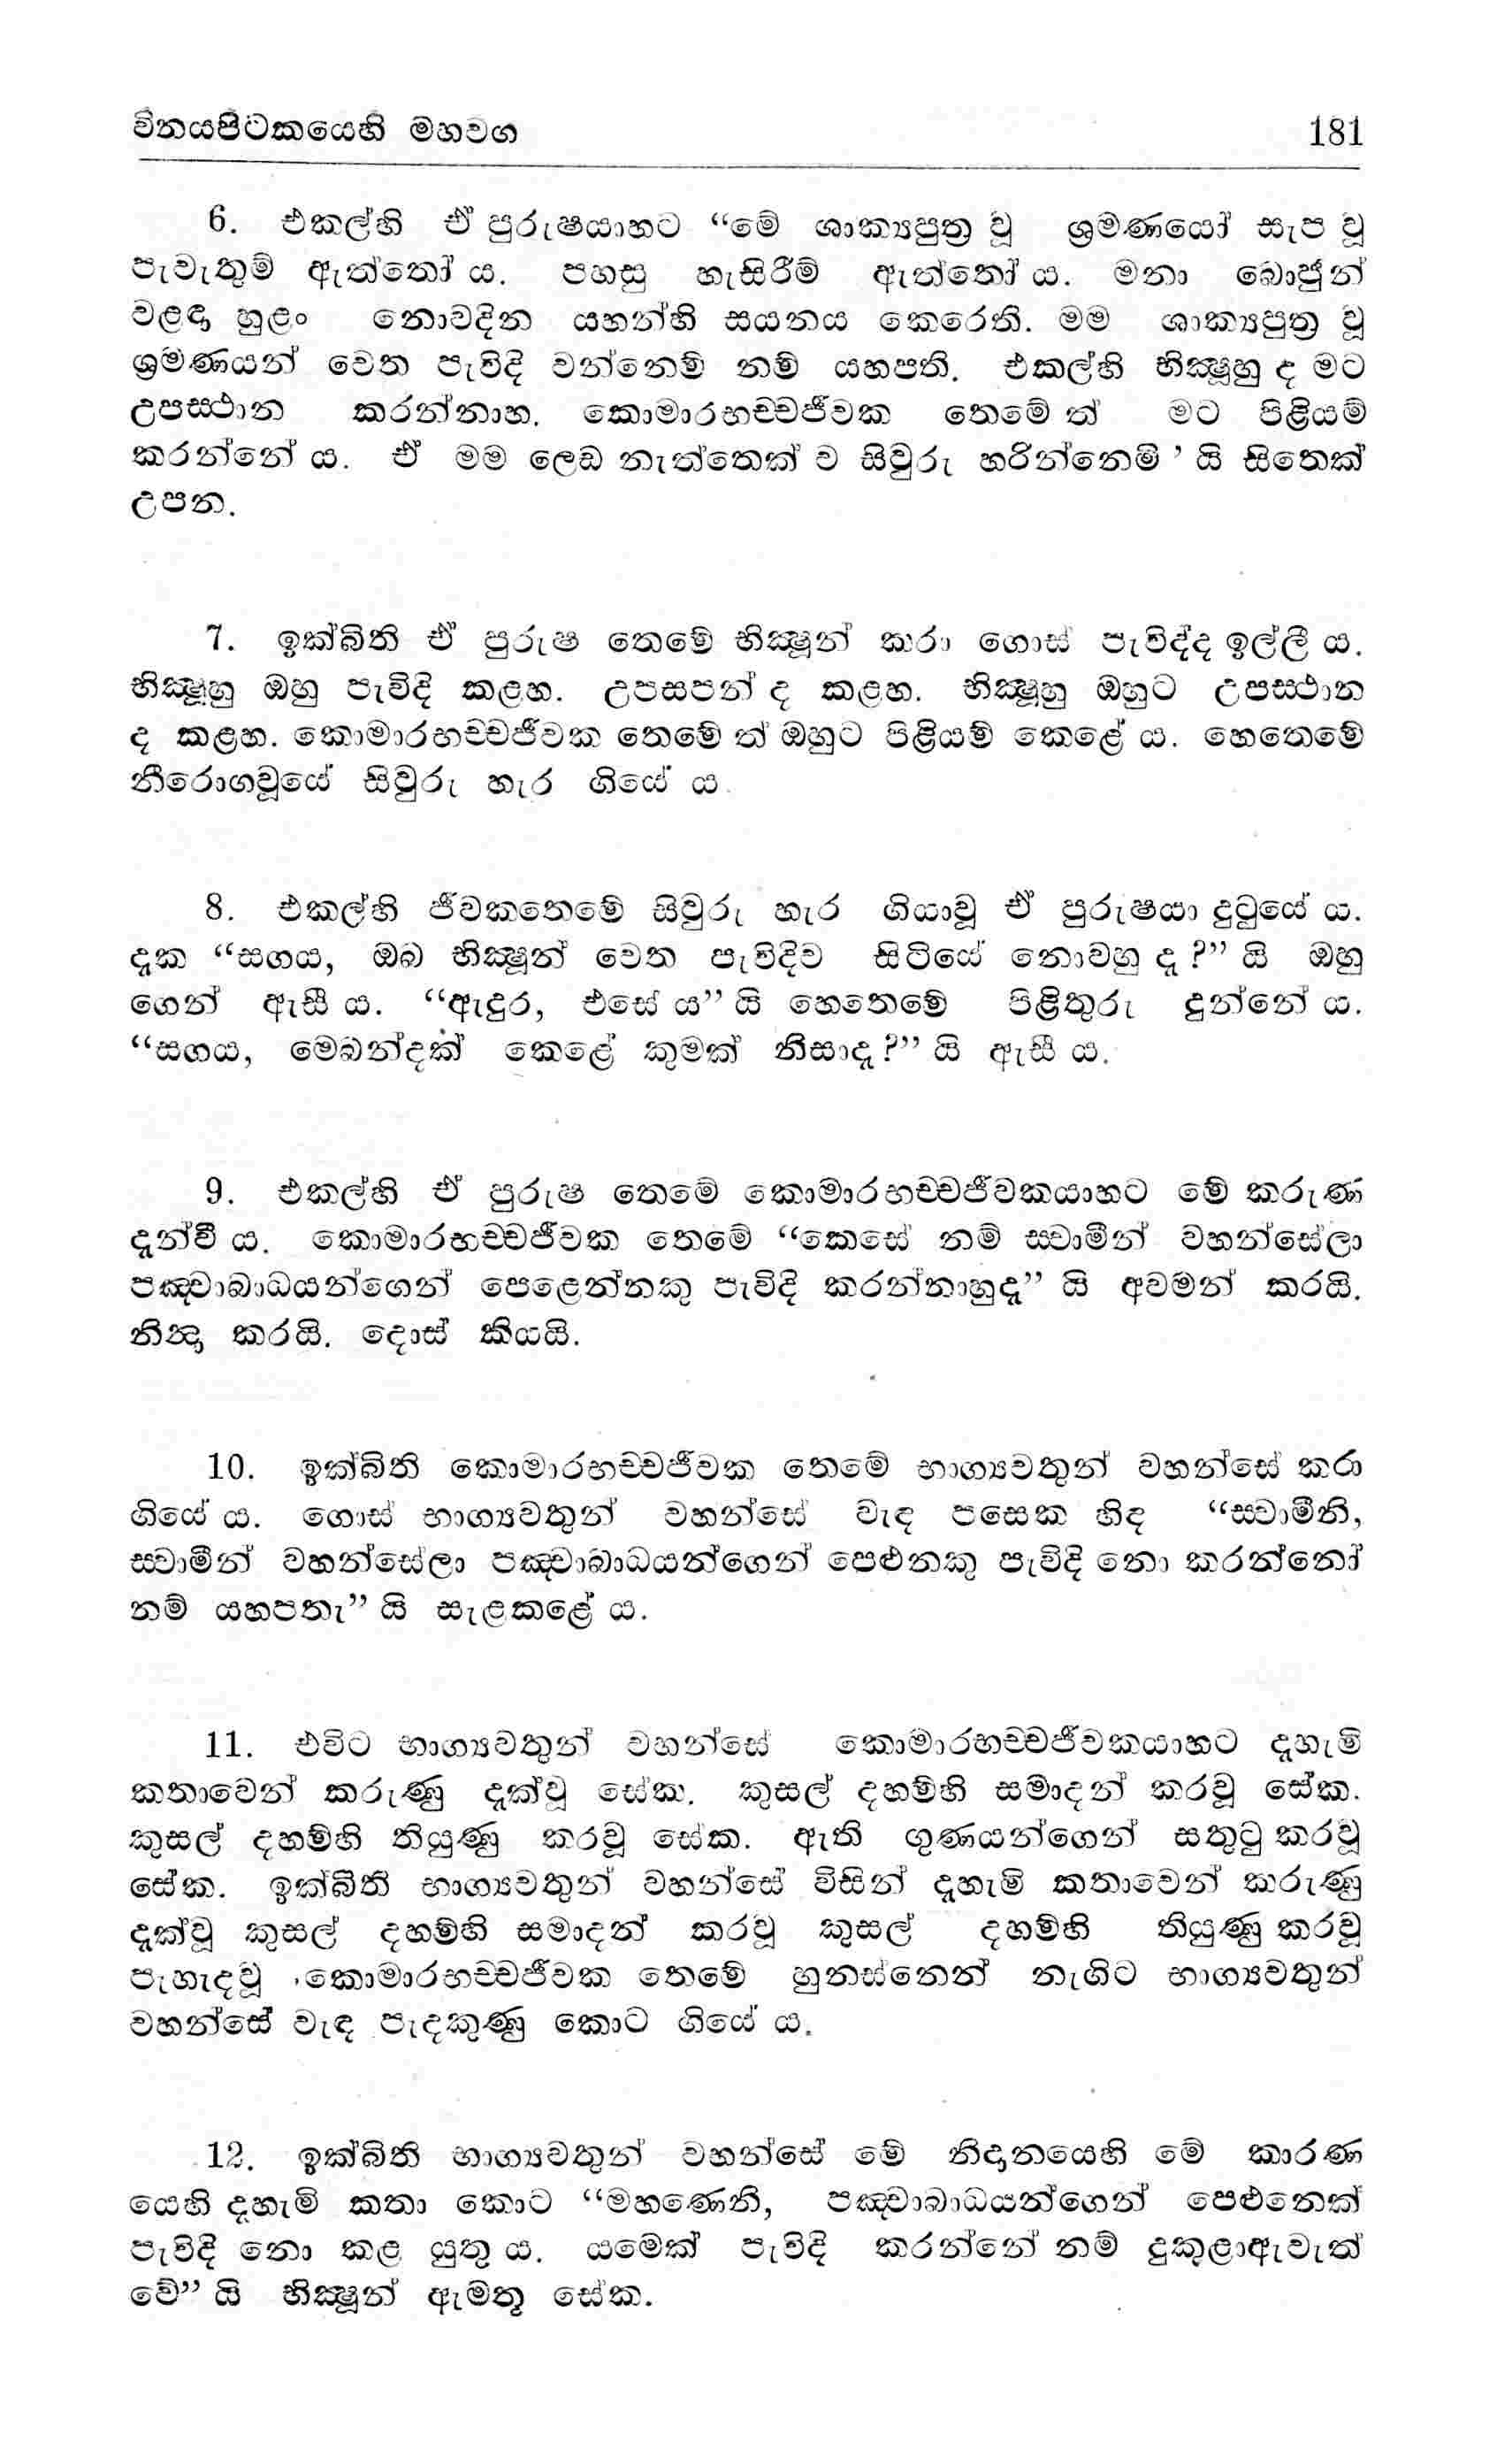 විනයපිටකයෙහි මහවග 181
6. එකල්හි ඒ පුරුෂයාහට “මේ ශාක්‍යපුත්‍ර වූ ශ්‍රමණයෝ සැප වූ
පැවැතුම් ඇත්තෝ ය. පහසු හැසිරීම් ඇත්තෝ ය. මනා බොජුන්
වළඳා හුළං නොවදින යහන්හි සයනය කෙරෙති. මම ශාක්‍යපුත්‍ර වූ
ශ්‍රමණයන් වෙත පැවිදි වන්නෙම් නම් යහපති. එකල්හි භික්‍ෂූහු ද මට
උපස්ථාන කරන්නාහ. කොමාරභච්චජීවක තෙමේ ත් මට පිළියම්
කරන්නේ ය. ඒ මම ලෙඩ නැත්තෙක් ව සිවුරු හරින්නෙමි ’ යි සිතෙක්
උපන.
7. ඉක්බිති ඒ පුරුෂ තෙමේ භික්‍ෂූන් කරා ගොස් පැවිද්ද ඉල්ලී ය.
භික්‍ෂූහු ඔහු පැවිදි කළහ. උපසපන් ද කළහ. භික්‍ෂූහු ඔහුට උපස්ථාන
ද කළහ. කොමාරභච්චජීවක තෙමේ ත් ඔහුට පිළියම් කෙළේ ය. හෙතෙමේ
නීරොගවූයේ සිවුරු හැර ගියේ ය.
8. එකල්හි ජීවකතෙමේ සිවුරු හැර ගියාවූ ඒ පුරුෂයා දුටුයේ ය.
දැක “සගය, ඔබ භික්‍ෂූන් වෙත පැවිදිව සිටියේ නොවහු දැ?” යි ඔහු
ගෙන් ඇසී ය. “ඇදුර, එසේ ය” යි හෙතෙමේ පිළිතුරු දුන්නේ ය.
“සගය, මෙබන්දක් කෙළේ කුමක් නිසාදැ?” යි ඇසී ය.
9. එකල්හි ඒ පුරුෂ තෙමේ කොමාරභච්චජීවකයාහට මේ කරුණ
දැන්වී ය. කොමාරභච්චජීවක තෙමේ “කෙසේ නම් ස්වාමීන් වහන්සේලා
පඤ්චාබාධයන්ගෙන් පෙළෙන්නකු පැවිදි කරන්නාහුදැ” යි අවමන් කරයි.
නින්‍දා කරයි. දොස් කියයි.
10. ඉක්බිති කොමාරභච්චජීවක තෙමේ භාග්‍යවතුන් වහන්සේ කරා
ගියේ ය. ගොස් භාග්‍යවතුන් වහන්සේ වැඳ පසෙක හිඳ “ස්වාමීනි,
ස්වාමීන් වහන්සේලා පඤ්චාබාධයන්ගෙන් පෙළුනකු පැවිදි නො කරන්නෝ
නම් යහපතැ” යි සැළකළේ ය.
11. එවිට භාග්‍යවතුන් වහන්සේ කොමාරභච්චජීවකයාහට දැහැමි
කතාවෙන් කරුණු දැක්වූ සේක. කුසල් දහම්හි සමාදන් කරවූ සේක.
කුසල් දහම්හි තියුණු කරවූ සේක. ඇති ගුණයන්ගෙන් සතුටු කරවූ
සේක. ඉක්බිති භාග්‍යවතුන් වහන්සේ විසින් දැහැමි කතාවෙන් කරුණු
දැක්වූ කුසල් දහම්හි සමාදන් කරවූ කුසල් දහම්හි තියුණු කරවූ
පැහැදවූ කොමාරභච්චජීවක තෙමේ හුනස්නෙන් නැගිට භාග්‍යවතුන්
වහන්සේ වැඳ පැදකුණු කොට ගියේ ය.
12. ඉක්බිති භාග්‍යවතුන් වහන්සේ මේ නිදානයෙහි මේ කාරණ
යෙහි දැහැමි කතා කොට “මහණෙනි, පඤ්චාබාධයන්ගෙන් පෙළුනෙක්
පැවිදි නො කළ යුතු ය. යමෙක් පැවිදි කරන්නේ නම් දුකුළාඇවැත්
වේ” යි භික්‍ෂූන් ඇමතූ සේක.